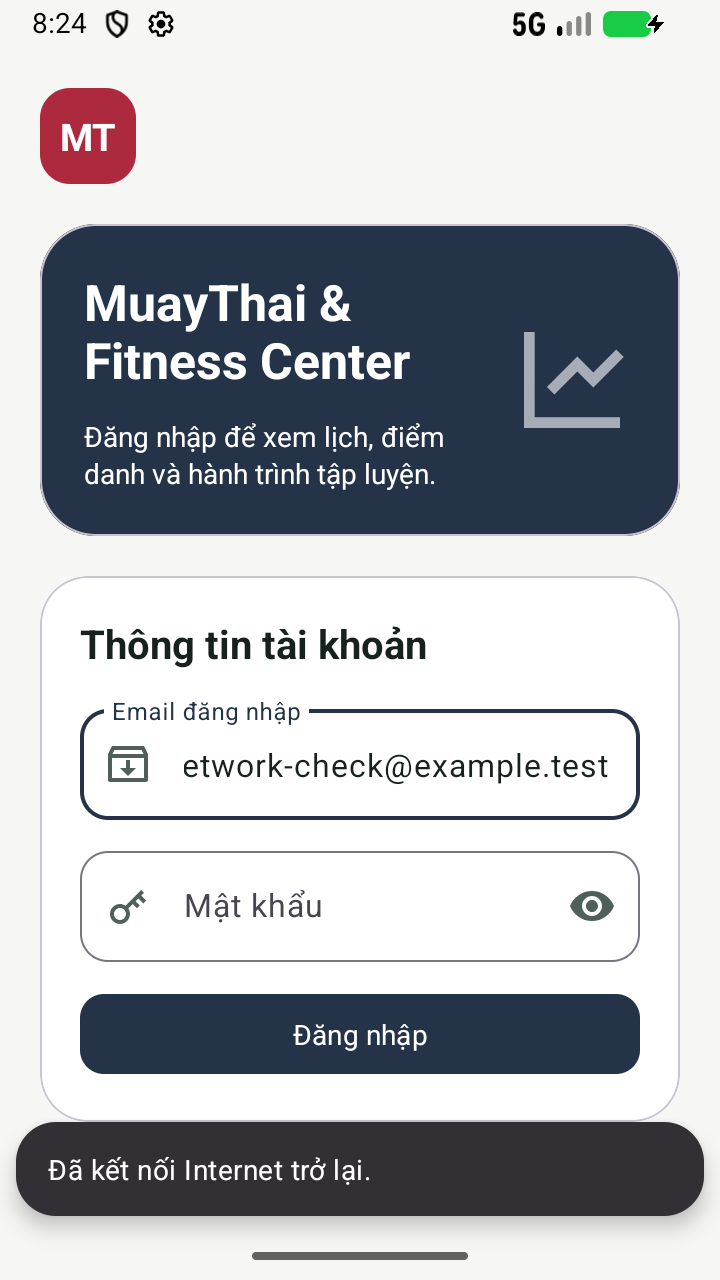 8:24
5G
MT
MuayThai &
Fitness Center
Đăng nhập để xem lịch, điểm
danh và hành trình tập luyện.
Thông tin tài khoản
Email đăng nhập
etwork-check@example.test
Mật khẩu
Đăng nhập
Đã kết nối Internet trở lại.